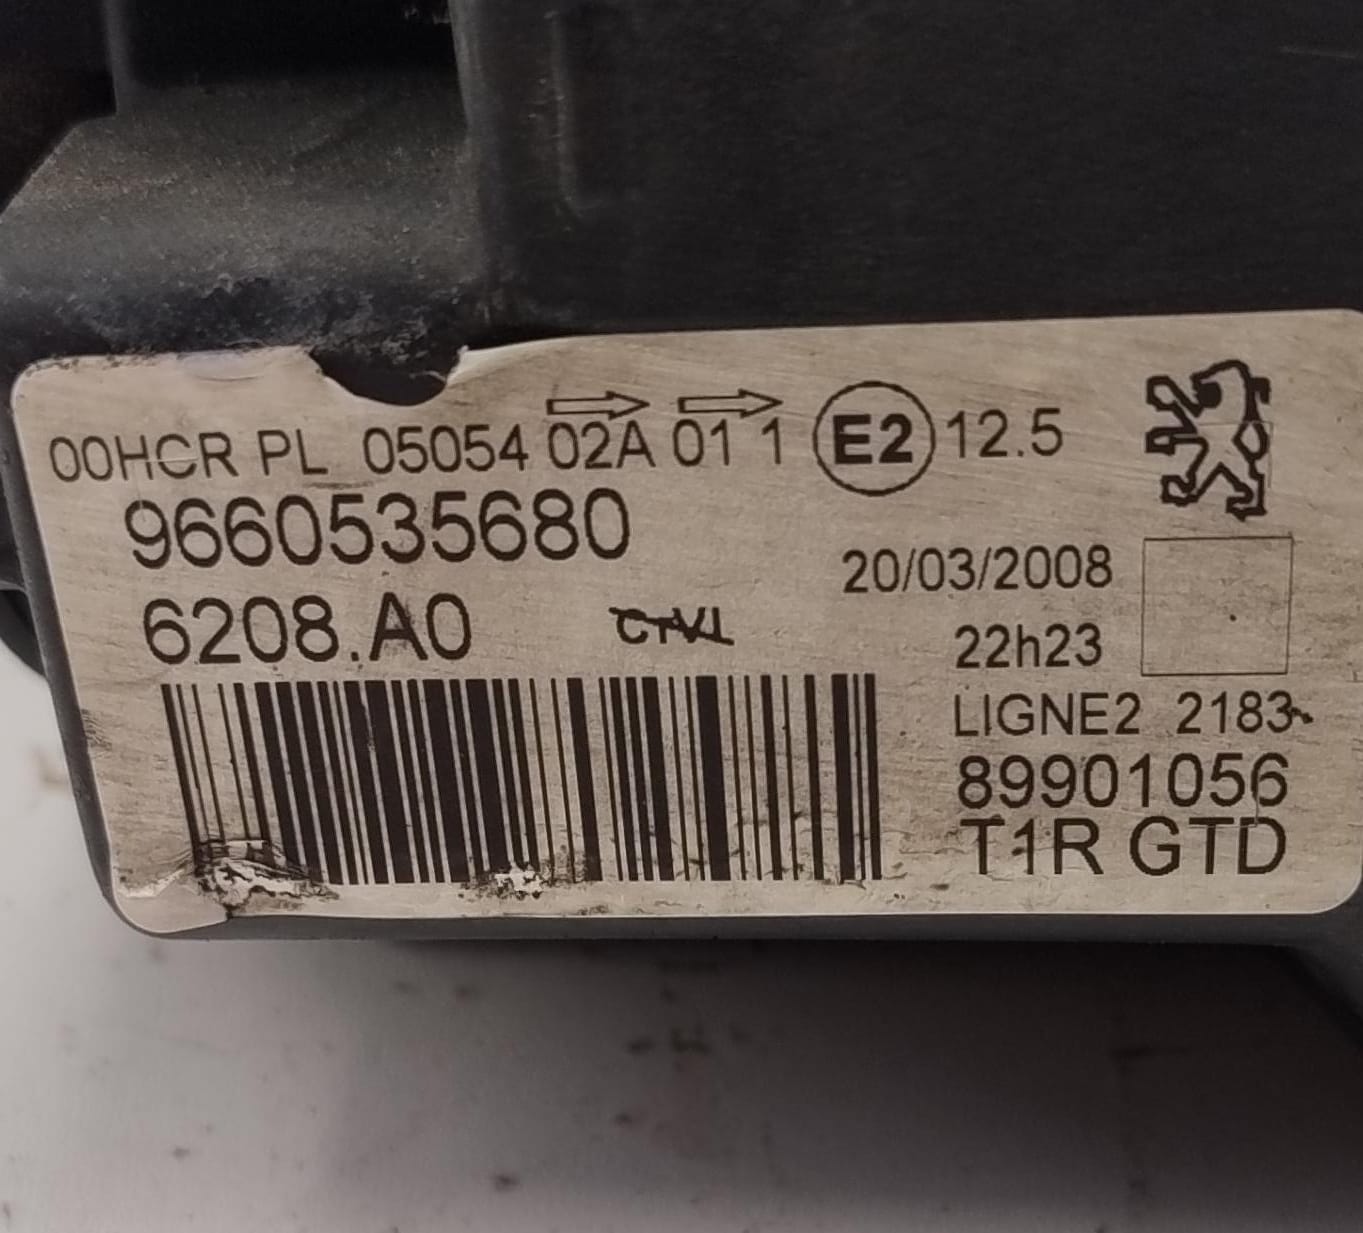 00HCR PL 05054 02A 01 1 E2 12.5
9660535680
20/03/2008
6208.A0
22h23
LIGNE2 2183
89901056
T1R GTD